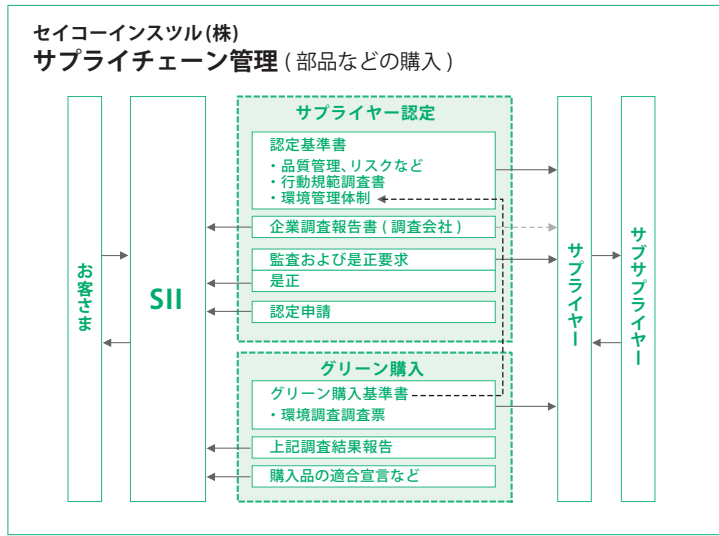 セイコーインスツル(株)
サプライチェーン管理 ( 部品などの購入 )
お客さま
SII
サプライヤー認定
認定基準書
・品質管理、リスクなど
・行動規範調査書
・環境管理体制
企業調査報告書 ( 調査会社 )
監査および是正要求
是正
認定申請
グリーン購入
グリーン購入基準書
・環境調査調査票
上記調査結果報告
購入品の適合宣言など
サプライヤー
サブサプライヤー